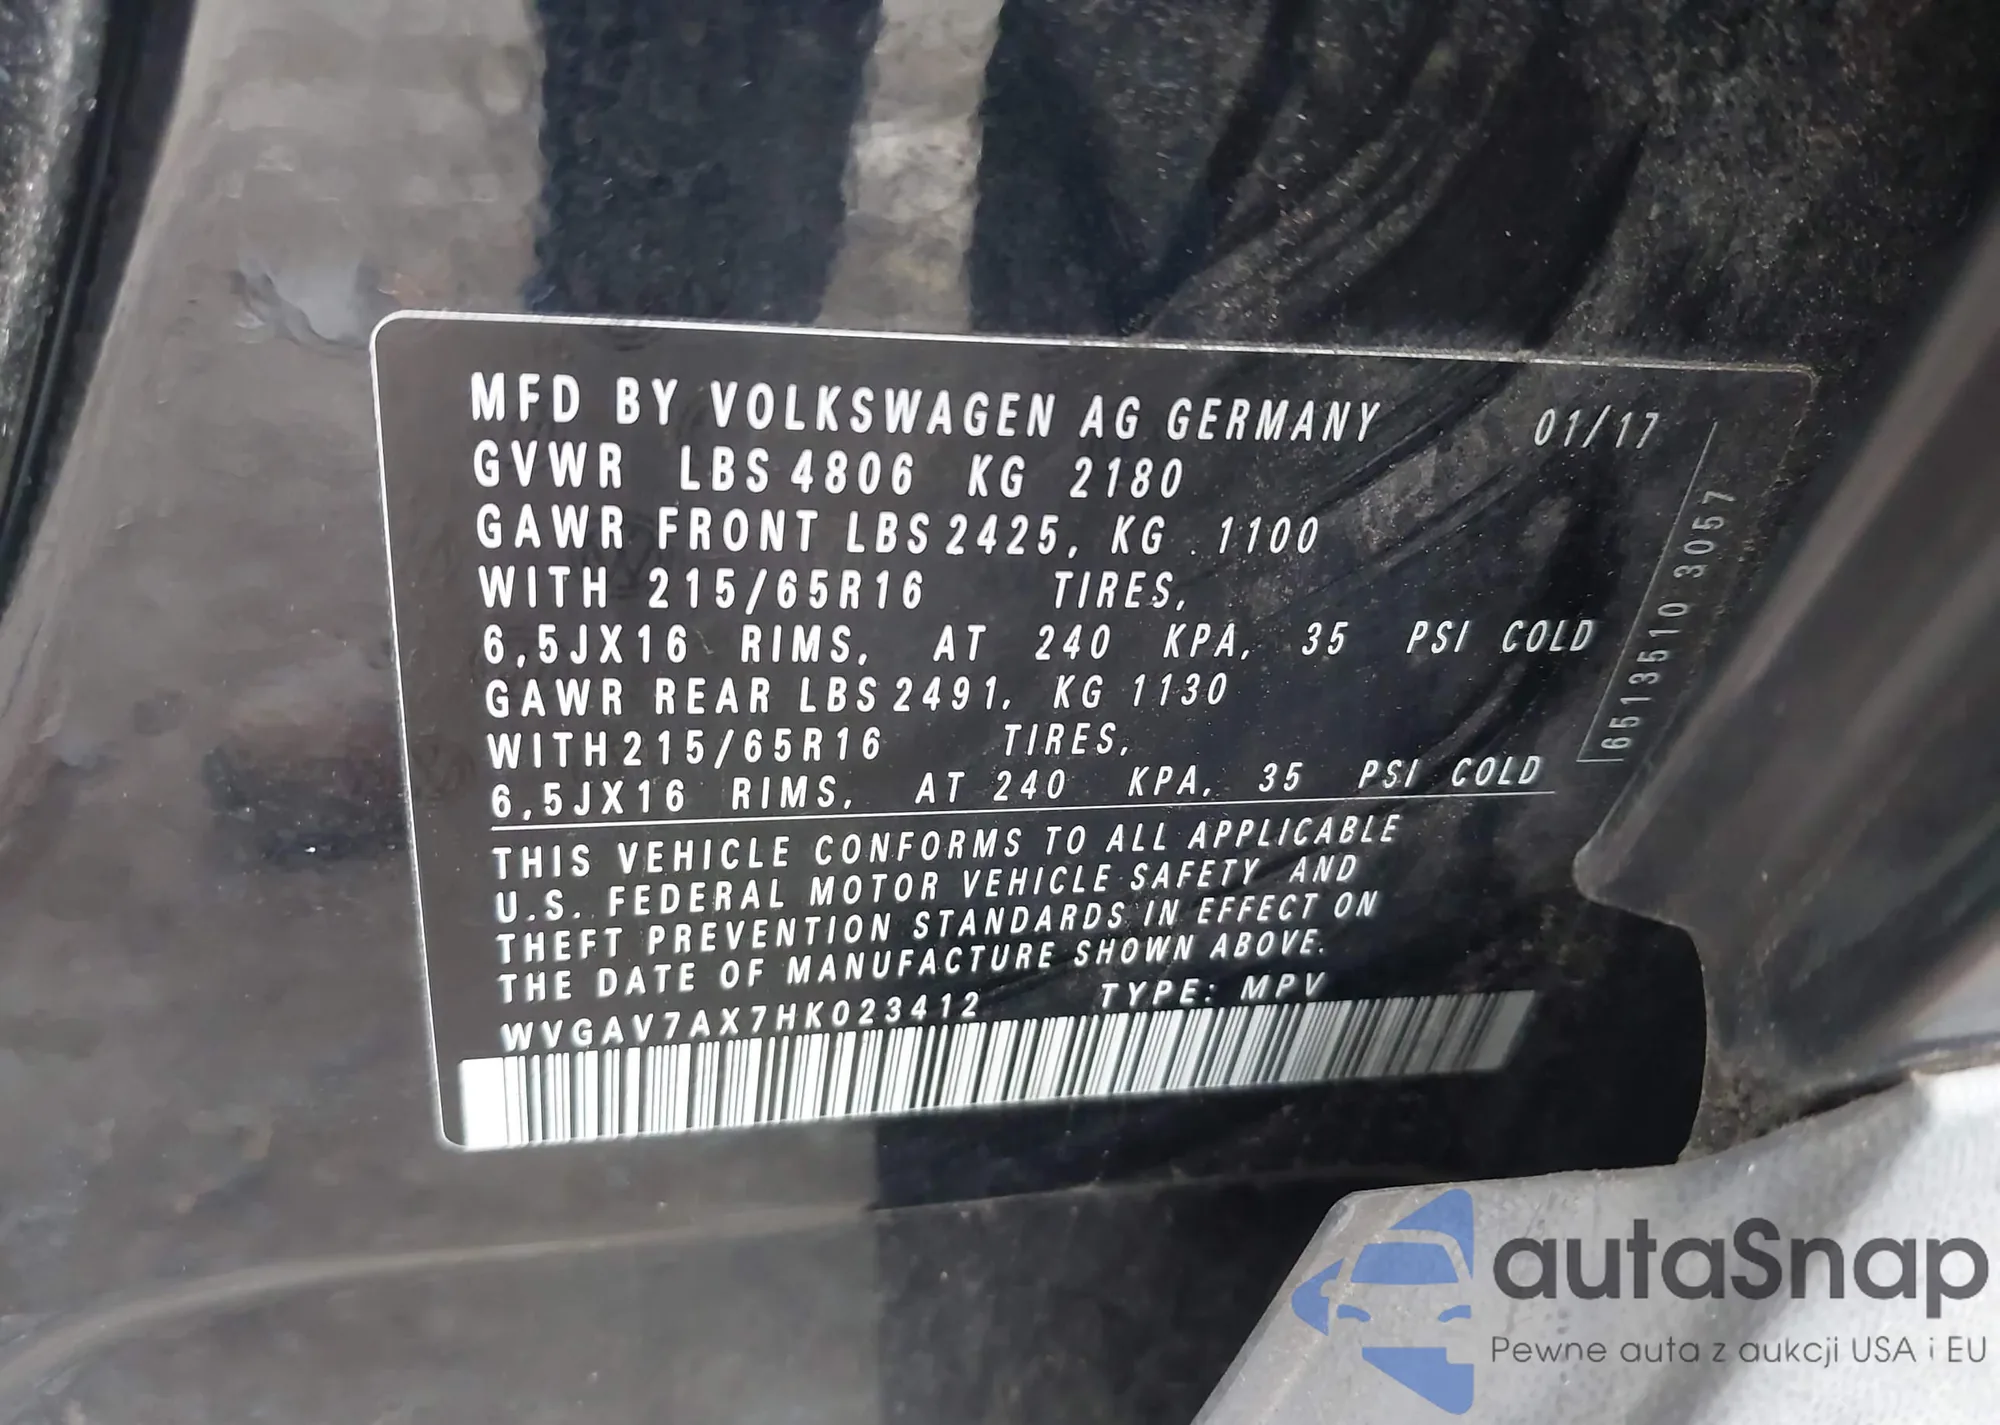 MFD BY VOLKSWAGEN AG GERMANY 01/17
GVWR LBS 4806 KG 2180
GAWR FRONT LBS 2425, KG 1100
WITH 215/65R16 TIRES,
6,5JX16 RIMS, AT 240 KPA, 35 PSI COLD
GAWR REAR LBS 2491, KG 1130
WITH 215/65R16 TIRES,
6,5JX16 RIMS, AT 240 KPA, 35 PSI COLD
THIS VEHICLE CONFORMS TO ALL APPLICABLE
U.S. FEDERAL MOTOR VEHICLE SAFETY AND
THEFT PREVENTION STANDARDS IN EFFECT ON
THE DATE OF MANUFACTURE SHOWN ABOVE.
WVGAV7AX7HK023412 TYPE: MPV
6513510 3057
autaSnap
Pewne auta z aukcji USA i EU